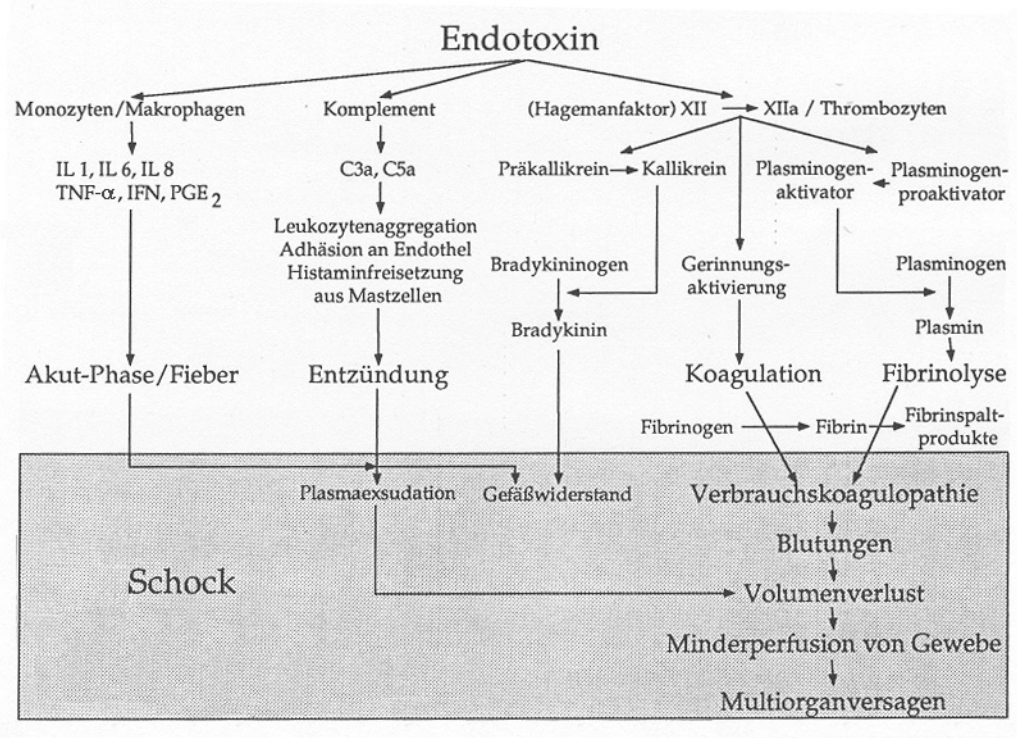 Endotoxin
Monozyten/Makrophagen
Komplement
(Hagemanfaktor) XII
XIIa / Thrombozyten
IL 1, IL 6, IL 8
TNF-α, IFN, PGE2
C3a, C5a
Präkallikrein
Kallikrein
Plasminogen-
aktivator
Plasminogen-
proaktivator
Leukozytenaggregation
Adhäsion an Endothel
Histaminfreisetzung
aus Mastzellen
Bradykininogen
Bradykinin
Gerinnungs-
aktivierung
Plasminogen
Plasmin
Akut-Phase/Fieber
Entzündung
Koagulation
Fibrinolyse
Fibrinogen
Fibrin
Fibrinspalt-
produkte
Plasmaexsudation
Gefäßwiderstand
Verbrauchskoagulopathie
Blutungen
Schock
Volumenverlust
Minderperfusion von Gewebe
Multiorganversagen